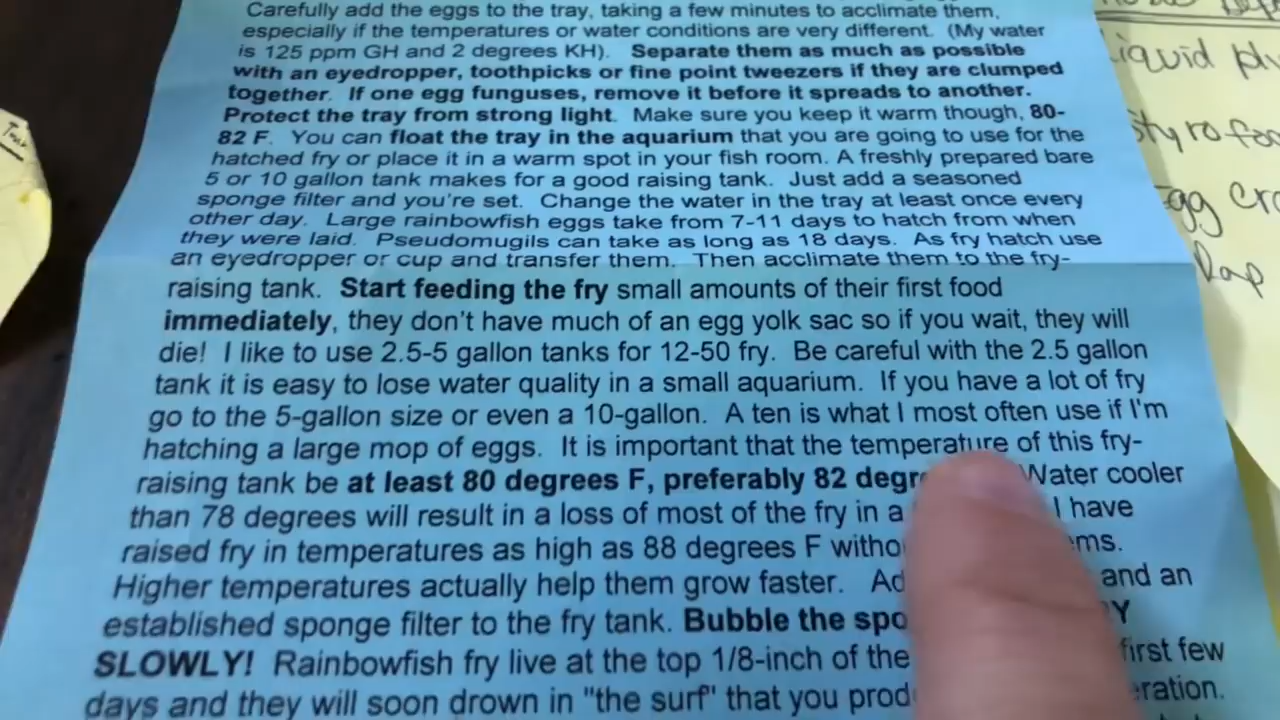 Carefully add the eggs to the tray, taking a few minutes to acclimate them,
especially if the temperatures or water conditions are very different. (My water
is 125 ppm GH and 2 degrees KH). Separate them as much as possible
with an eyedropper, toothpicks or fine point tweezers if they are clumped
together. If one egg funguses, remove it before it spreads to another.
Protect the tray from strong light. Make sure you keep it warm though, 80-
82 F. You can float the tray in the aquarium that you are going to use for the
hatched fry or place it in a warm spot in your fish room. A freshly prepared bare
5 or 10 gallon tank makes for a good raising tank. Just add a seasoned
sponge filter and you're set. Change the water in the tray at least once every
other day. Large rainbowfish eggs take from 7-11 days to hatch from when
they were laid. Pseudomugils can take as long as 18 days. As fry hatch use
an eyedropper or cup and transfer them. Then acclimate them to the fry-
raising tank. Start feeding the fry small amounts of their first food
immediately, they don't have much of an egg yolk sac so if you wait, they will
die! I like to use 2.5-5 gallon tanks for 12-50 fry. Be careful with the 2.5 gallon
tank it is easy to lose water quality in a small aquarium. If you have a lot of fry
go to the 5-gallon size or even a 10-gallon. A ten is what I most often use if I'm
hatching a large mop of eggs. It is important that the temperature of this fry-
raising tank be at least 80 degrees F, preferably 82 Water cooler
than 78 degrees will result in a loss of most of the fry in a I have
raised fry in temperatures as high as 88 degrees F
Higher temperatures actually help them grow faster. and an
established sponge filter to the fry tank. Bubble the
SLOWLY! Rainbowfish fry live at the top 1/8-inch of the first few
days and they will soon drown in "the surf" that you
liquid